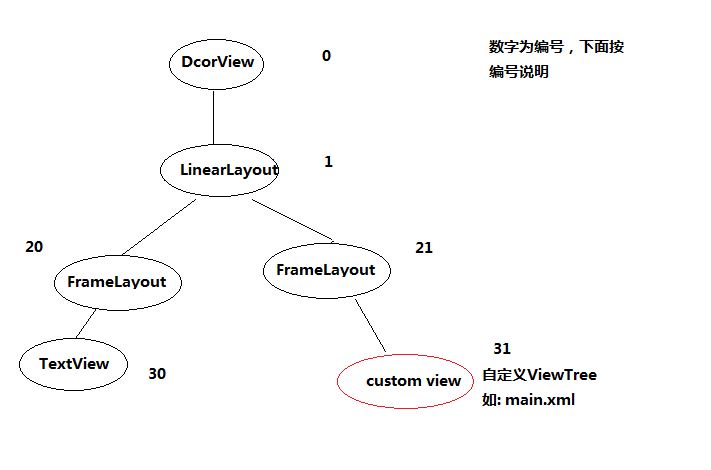 DcorView
0
数字为编号，下面按
编号说明
LinearLayout
1
20
21
FrameLayout
FrameLayout
TextView
30
31
custom view
自定义ViewTree
如: main.xml